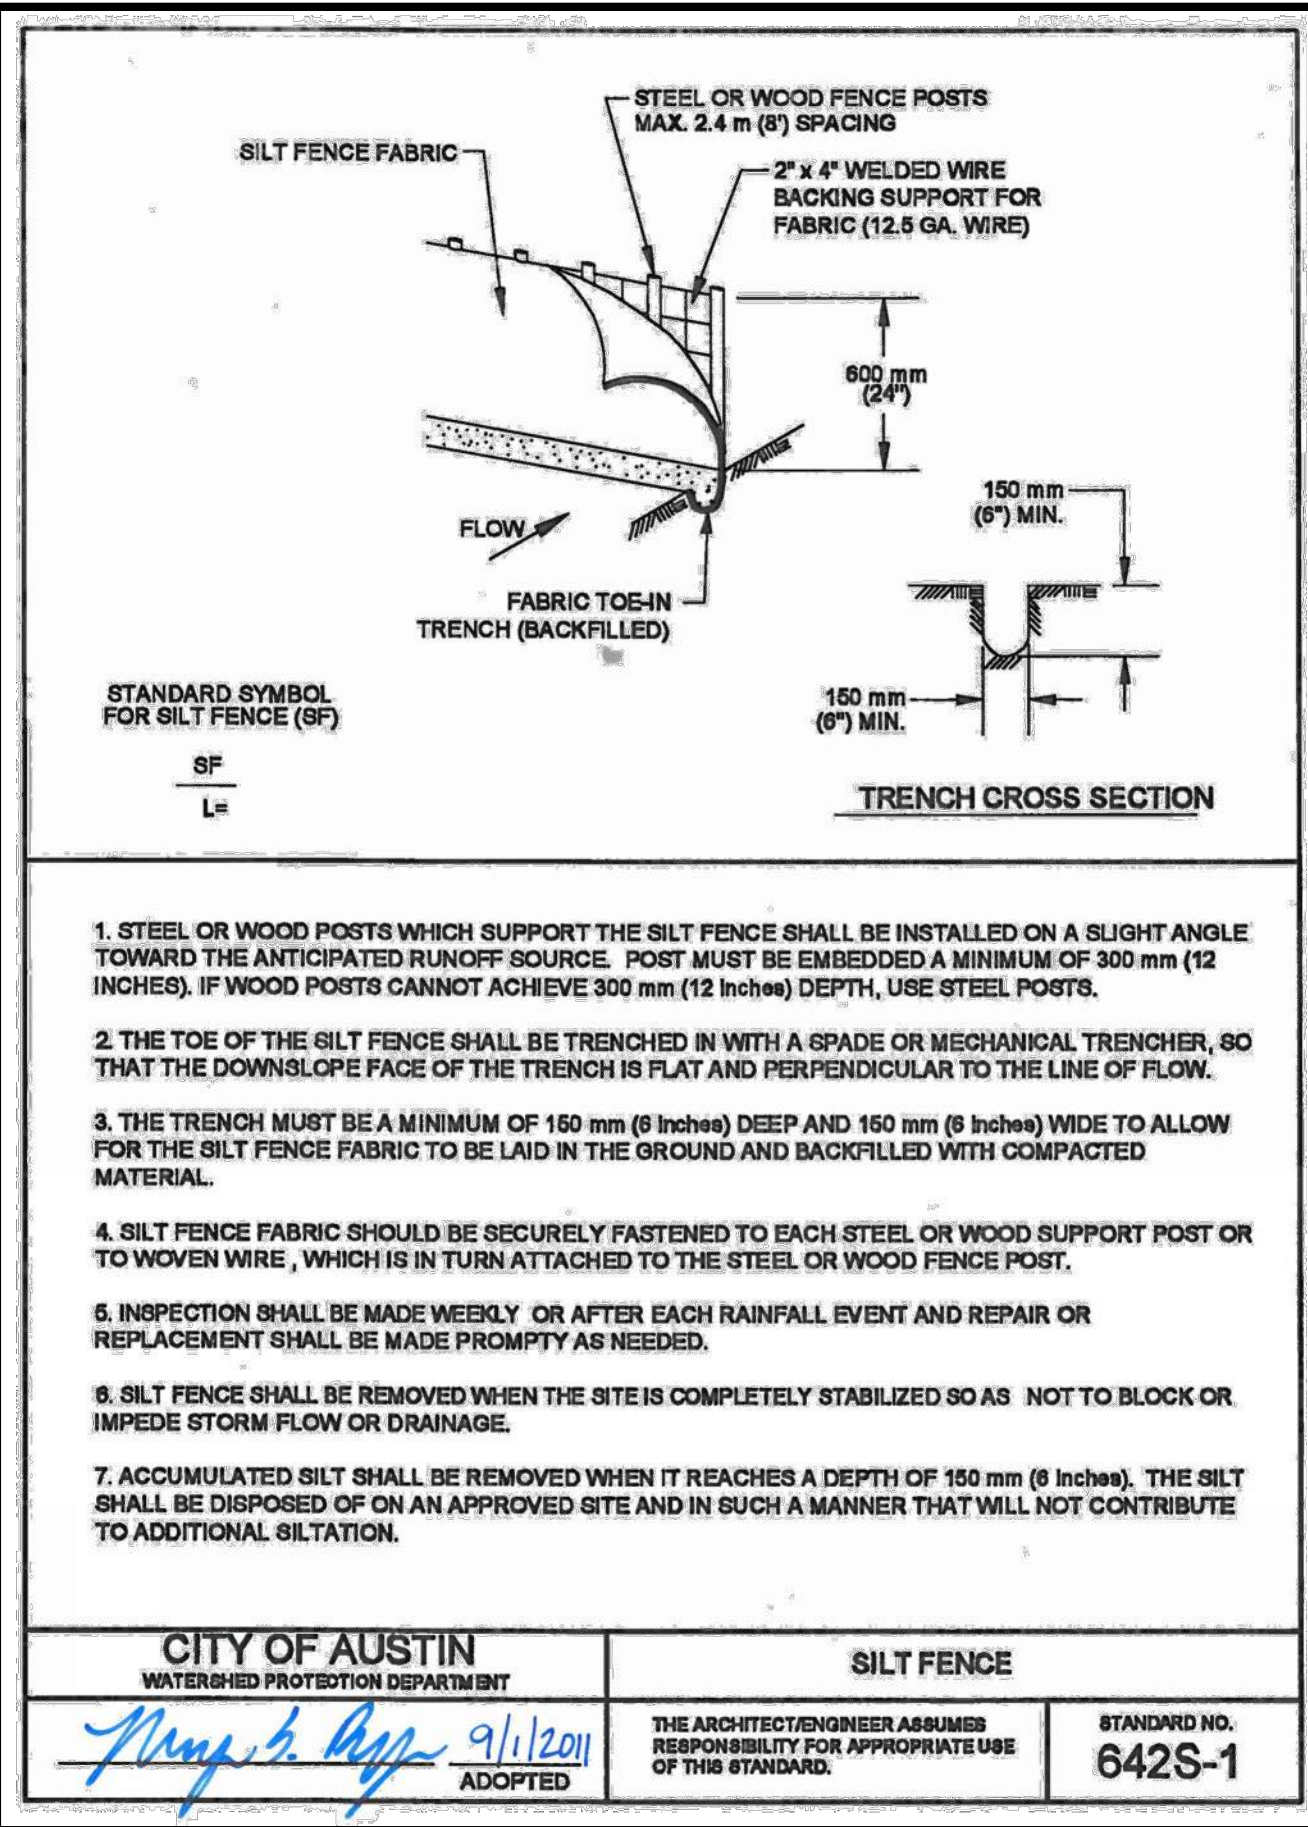 STEEL OR WOOD FENCE POSTS
MAX. 2.4 m (8') SPACING
SILT FENCE FABRIC
2" x 4" WELDED WIRE
BACKING SUPPORT FOR
FABRIC (12.5 GA. WIRE)
600 mm
(24")
150 mm
(6") MIN.
FLOW
FABRIC TOE-IN
TRENCH (BACKFILLED)
STANDARD SYMBOL
FOR SILT FENCE (SF)
SF
L=
150 mm
(6") MIN.
TRENCH CROSS SECTION
1. STEEL OR WOOD POSTS WHICH SUPPORT THE SILT FENCE SHALL BE INSTALLED ON A SLIGHT ANGLE
TOWARD THE ANTICIPATED RUNOFF SOURCE. POST MUST BE EMBEDDED A MINIMUM OF 300 mm (12
INCHES). IF WOOD POSTS CANNOT ACHIEVE 300 mm (12 inches) DEPTH, USE STEEL POSTS.
2. THE TOE OF THE SILT FENCE SHALL BE TRENCHED IN WITH A SPADE OR MECHANICAL TRENCHER, SO
THAT THE DOWNSLOPE FACE OF THE TRENCH IS FLAT AND PERPENDICULAR TO THE LINE OF FLOW.
3. THE TRENCH MUST BE A MINIMUM OF 150 mm (6 inches) DEEP AND 150 mm (6 inches) WIDE TO ALLOW
FOR THE SILT FENCE FABRIC TO BE LAID IN THE GROUND AND BACKFILLED WITH COMPACTED
MATERIAL.
4. SILT FENCE FABRIC SHOULD BE SECURELY FASTENED TO EACH STEEL OR WOOD SUPPORT POST OR
TO WOVEN WIRE , WHICH IS IN TURN ATTACHED TO THE STEEL OR WOOD FENCE POST.
5. INSPECTION SHALL BE MADE WEEKLY OR AFTER EACH RAINFALL EVENT AND REPAIR OR
REPLACEMENT SHALL BE MADE PROMPTY AS NEEDED.
6. SILT FENCE SHALL BE REMOVED WHEN THE SITE IS COMPLETELY STABILIZED SO AS NOT TO BLOCK OR
IMPEDE STORM FLOW OR DRAINAGE.
7. ACCUMULATED SILT SHALL BE REMOVED WHEN IT REACHES A DEPTH OF 150 mm (6 inches). THE SILT
SHALL BE DISPOSED OF ON AN APPROVED SITE AND IN SUCH A MANNER THAT WILL NOT CONTRIBUTE
TO ADDITIONAL SILTATION.
CITY OF AUSTIN
WATERSHED PROTECTION DEPARTMENT
SILT FENCE
9/1/2011
ADOPTED
THE ARCHITECT/ENGINEER ASSUMES
RESPONSIBILITY FOR APPROPRIATE USE
OF THIS STANDARD.
STANDARD NO.
642S-1